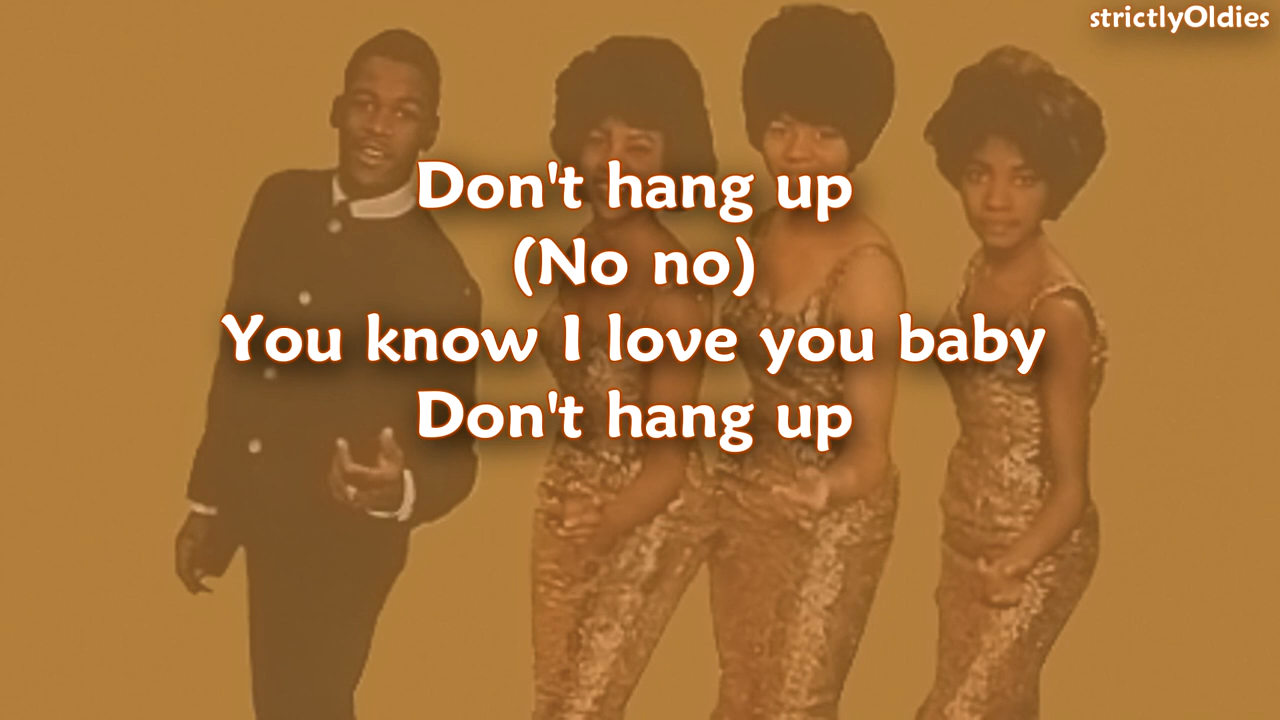 strictlyOldies
Don't hang up
(No no)
You know I love you baby
Don't hang up